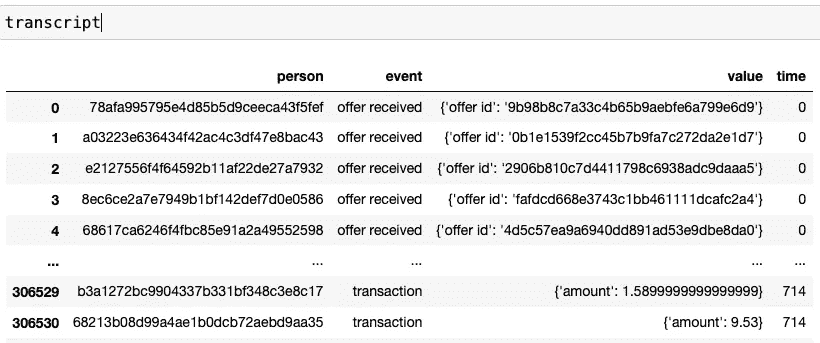 transcript
person event value time
0 78afa995795e4d85b5d9ceeca43f5fef offer received {'offer id': '9b98b8c7a33c4b65b9aebfe6a799e6d9'} 0
1 a03223e636434f42ac4c3df47e8bac43 offer received {'offer id': '0b1e1539f2cc45b7b9fa7c272da2e1d7'} 0
2 e2127556f4f64592b11af22de27a7932 offer received {'offer id': '2906b810c7d4411798c6938adc9daaa5'} 0
3 8ec6ce2a7e7949b1bf142def7d0e0586 offer received {'offer id': 'fafdcd668e3743c1bb461111dcafc2a4'} 0
4 68617ca6246f4fbc85e91a2a49552598 offer received {'offer id': '4d5c57ea9a6940dd891ad53e9dbe8da0'} 0
... ... ... ... ...
306529 b3a1272bc9904337b331bf348c3e8c17 transaction {'amount': 1.5899999999999999} 714
306530 68213b08d99a4ae1b0dcb72aebd9aa35 transaction {'amount': 9.53} 714